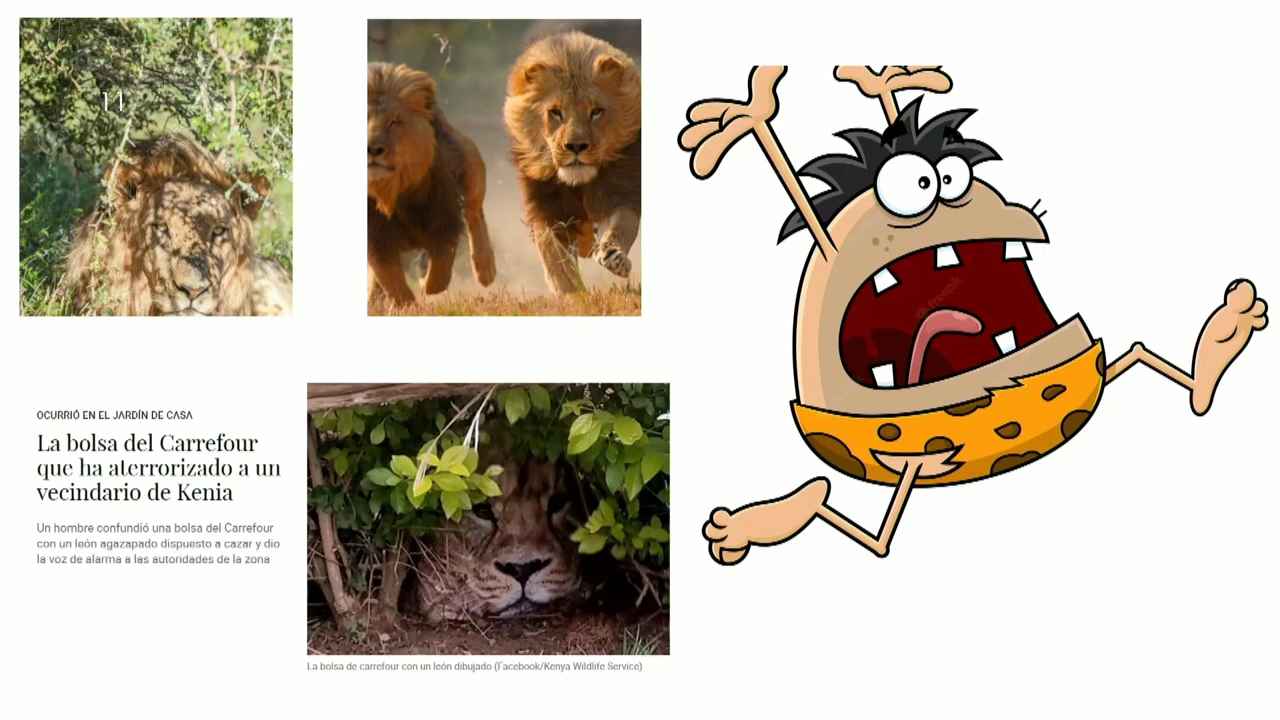 11
OCURRIÓ EN EL JARDÍN DE CASA
La bolsa del Carrefour
que ha aterrorizado a un
vecindario de Kenia
Un hombre confundió una bolsa del Carrefour
con un león agazapado dispuesto a cazar y dio
la voz de alarma a las autoridades de la zona
La bolsa de carrefour con un león dibujado (Facebook/Kenya Wildlife Service)